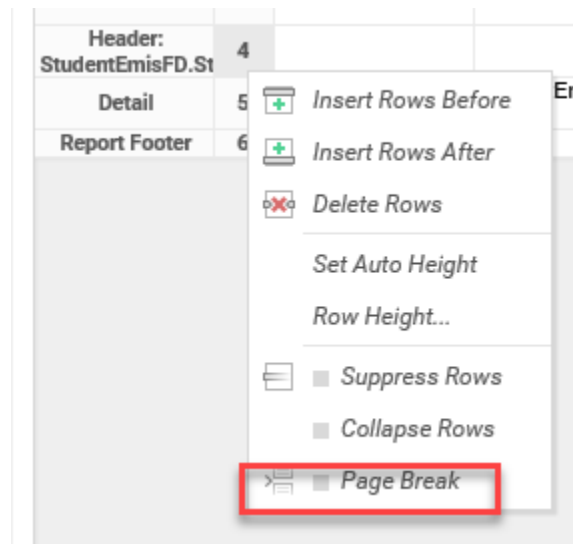 Header:
StudentEmisFD.St
4
Detail
5
Er
Report Footer
6
Insert Rows Before
Insert Rows After
Delete Rows
Set Auto Height
Row Height...
Suppress Rows
Collapse Rows
Page Break